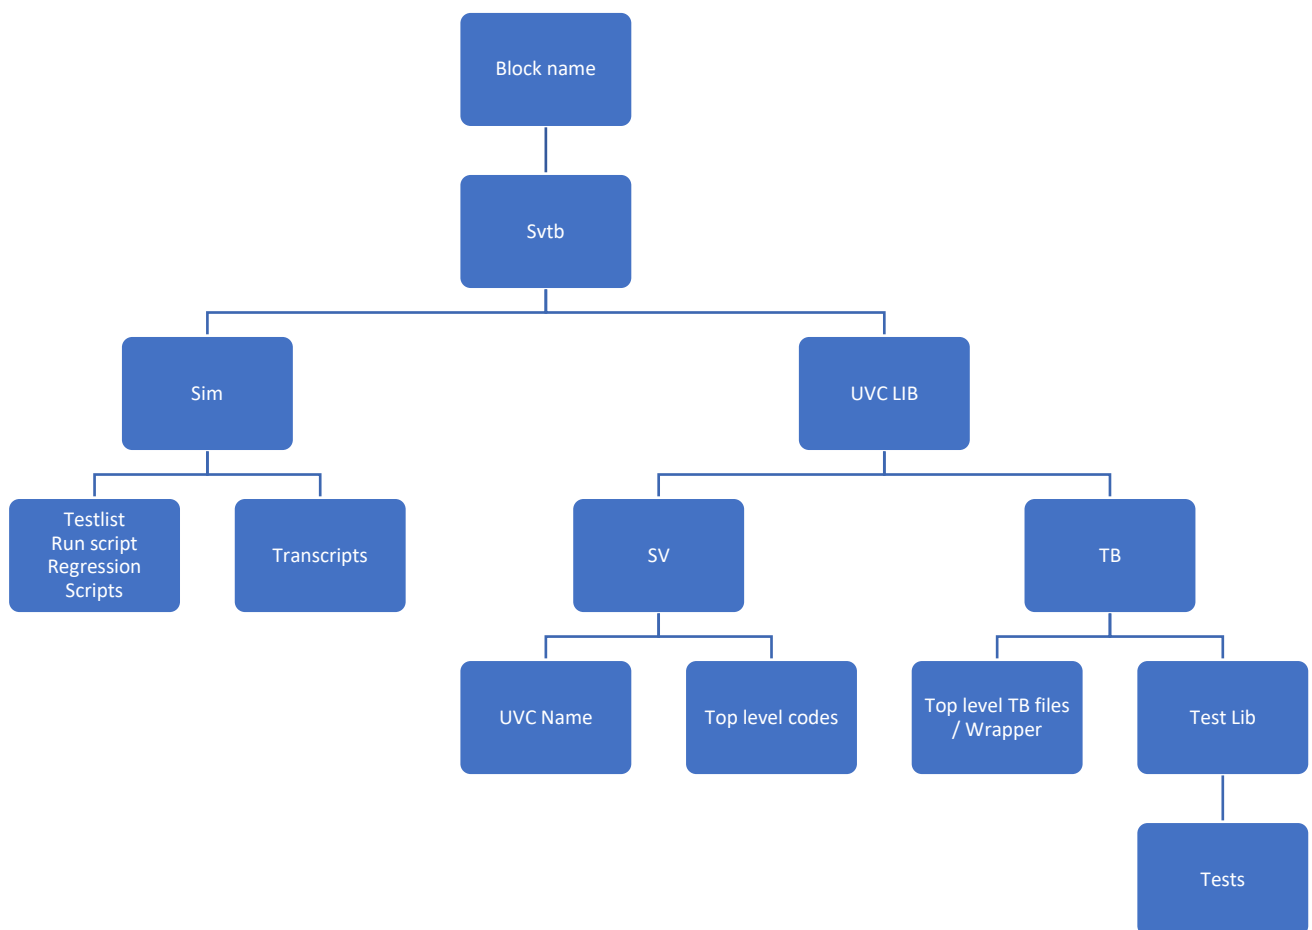 Block name
Svtb
Sim
UVC LIB
Testlist
Run script
Regression
Scripts
Transcripts
SV
TB
UVC Name
Top level codes
Top level TB files
/ Wrapper
Test Lib
Tests